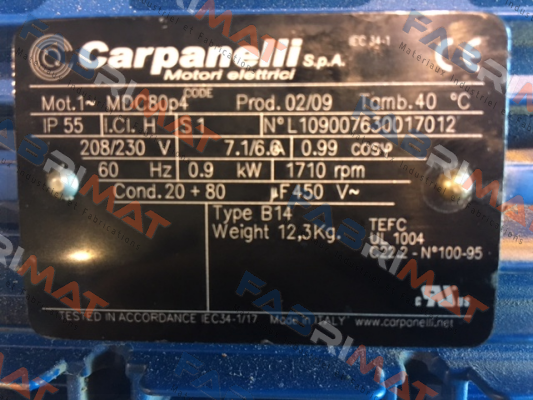 Carpanelli S.p.A. IEC 34-1 CE
Motori elettrici
Mot.1~ MDC80p4 CODE Prod. 02/09 Tamb. 40 °C
IP 55 I.Cl. H S 1 N° L109007630017012
208/230 V 7.1/6.6 A 0.99 cosφ
60 Hz 0.9 kW 1710 rpm
Cond. 20 + 80 µF 450 V~
Type B14
Weight 12,3Kg.
TEFC
UL 1004
C22.2 - N°100-95
c us
TESTED IN ACCORDANCE IEC34-1/17 Made in ITALY www.carpanelli.net
FABRIMAT